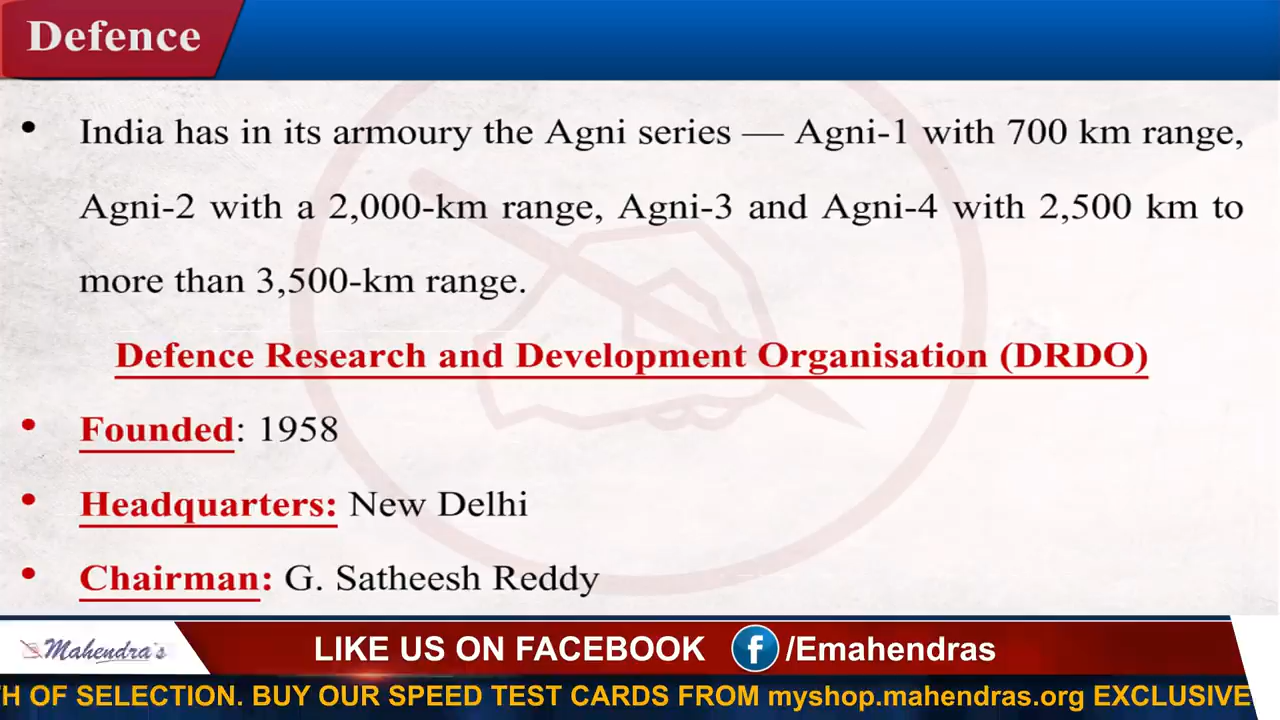 Defence
• India has in its armoury the Agni series — Agni-1 with 700 km range,
Agni-2 with a 2,000-km range, Agni-3 and Agni-4 with 2,500 km to
more than 3,500-km range.
Defence Research and Development Organisation (DRDO)
• Founded: 1958
• Headquarters: New Delhi
• Chairman: G. Satheesh Reddy
Mahendra's
LIKE US ON FACEBOOK f /Emahendras
TH OF SELECTION. BUY OUR SPEED TEST CARDS FROM myshop.mahendras.org EXCLUSIVE